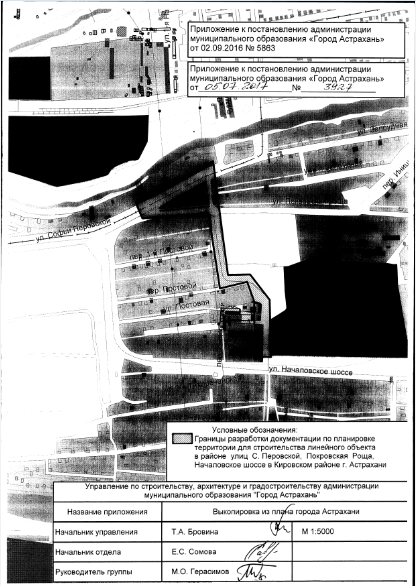 Приложение к постановлению администрации
муниципального образования «Город Астрахань»
от 02.09.2016 № 5863
Приложение к постановлению администрации
муниципального образования «Город Астрахань»
от 05.07.2017 № 3927
ул. Софьи Перовской
пер. Постовой
ул. Постовая
ул. Началовское шоссе
Условные обозначения:
Границы разработки документации по планировке
территории для строительства линейного объекта
в районе улиц С. Перовской, Покровская Роща,
Началовское шоссе в Кировском районе г. Астрахани
Управление по строительству, архитектуре и градостроительству администрации
муниципального образования "Город Астрахань"
Название приложения Выкопировка из плана города Астрахани
Начальник управления Т.А. Бровина М 1:5000
Начальник отдела Е.С. Сомова
Руководитель группы М.О. Герасимов